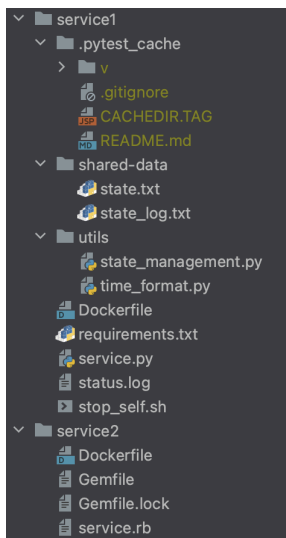 service1
.pytest_cache
v
.gitignore
CACHEDIR.TAG
README.md
shared-data
state.txt
state_log.txt
utils
state_management.py
time_format.py
Dockerfile
requirements.txt
service.py
status.log
stop_self.sh
service2
Dockerfile
Gemfile
Gemfile.lock
service.rb